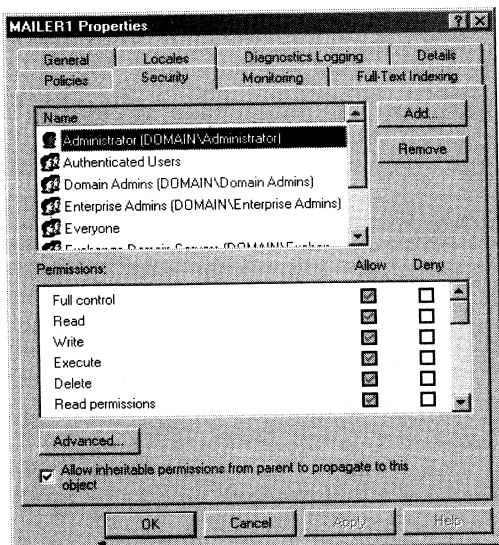 MAILER1 Properties
? X
General Locales Diagnostics Logging Details
Policies Security Monitoring Full-Text Indexing
Name
Add...
Administrator (DOMAIN\Administrator)
Remove
Authenticated Users
Domain Admins (DOMAIN\Domain Admins)
Enterprise Admins (DOMAIN\Enterprise Admins)
Everyone
Permissions: Allow Deny
Full control
Read
Write
Execute
Delete
Read permissions
Advanced...
Allow inheritable permissions from parent to propagate to this
object
OK Cancel Apply Help